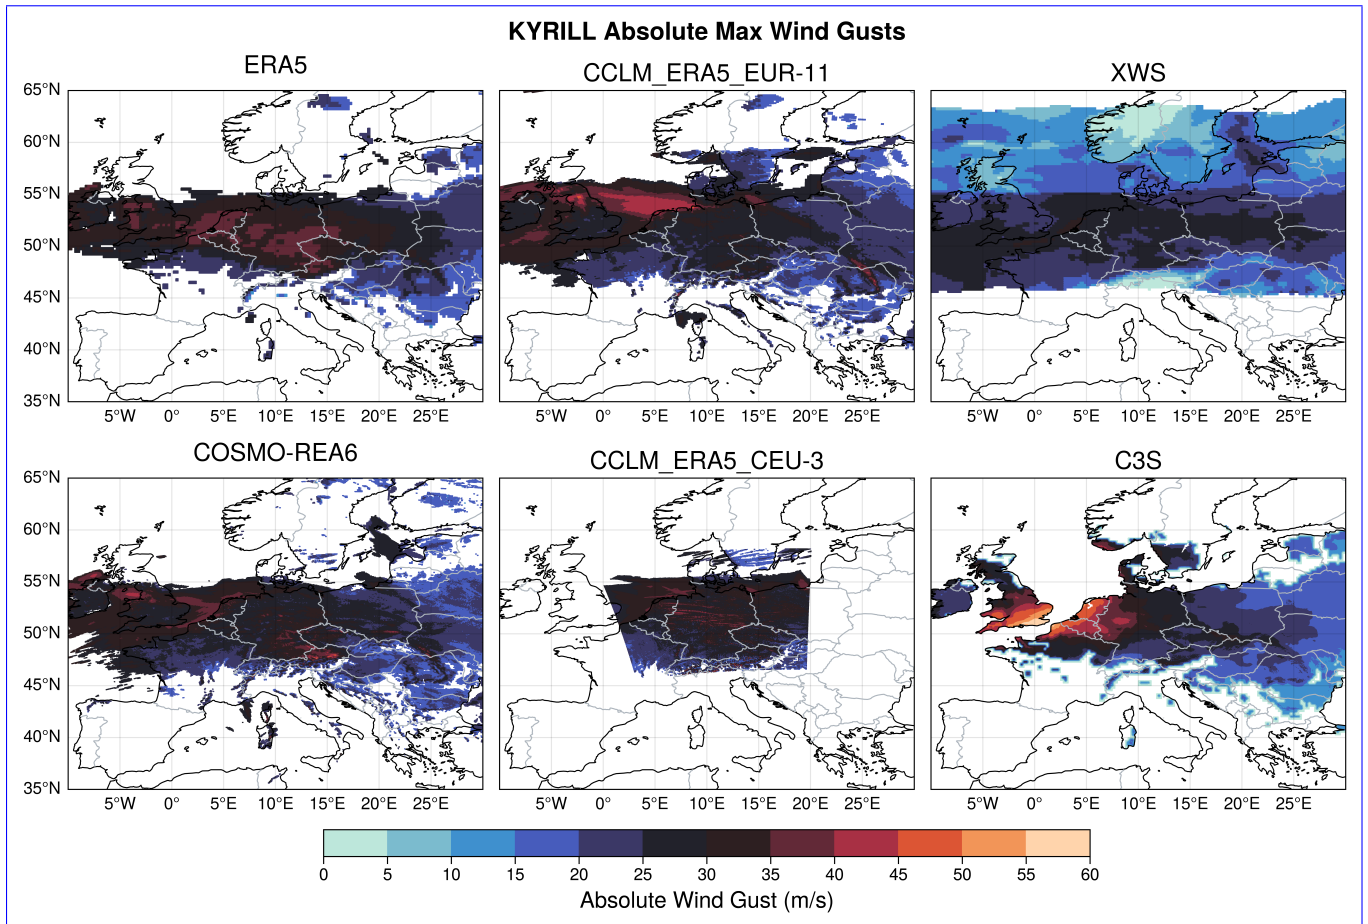 KYRILL Absolute Max Wind Gusts
ERA5
CCLM_ERA5_EUR-11
XWS
65°N
60°N
55°N
50°N
45°N
40°N
35°N
5°W 0° 5°E 10°E 15°E 20°E 25°E
5°W 0° 5°E 10°E 15°E 20°E 25°E
5°W 0° 5°E 10°E 15°E 20°E 25°E
COSMO-REA6
CCLM_ERA5_CEU-3
C3S
65°N
60°N
55°N
50°N
45°N
40°N
35°N
5°W 0° 5°E 10°E 15°E 20°E 25°E
5°W 0° 5°E 10°E 15°E 20°E 25°E
5°W 0° 5°E 10°E 15°E 20°E 25°E
0 5 10 15 20 25 30 35 40 45 50 55 60
Absolute Wind Gust (m/s)